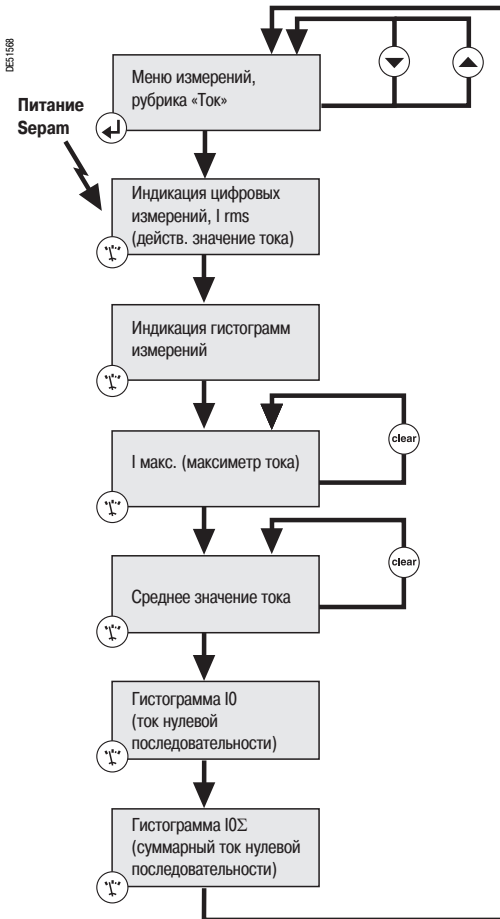 DE51568
Меню измерений,
рубрика «Ток»
Питание
Sepam
Индикация цифровых
измерений, I rms
(действ. значение тока)
Индикация гистограмм
измерений
I макс. (максиметр тока)
clear
Среднее значение тока
clear
Гистограмма I0
(ток нулевой
последовательности)
Гистограмма I0Σ
(суммарный ток нулевой
последовательности)